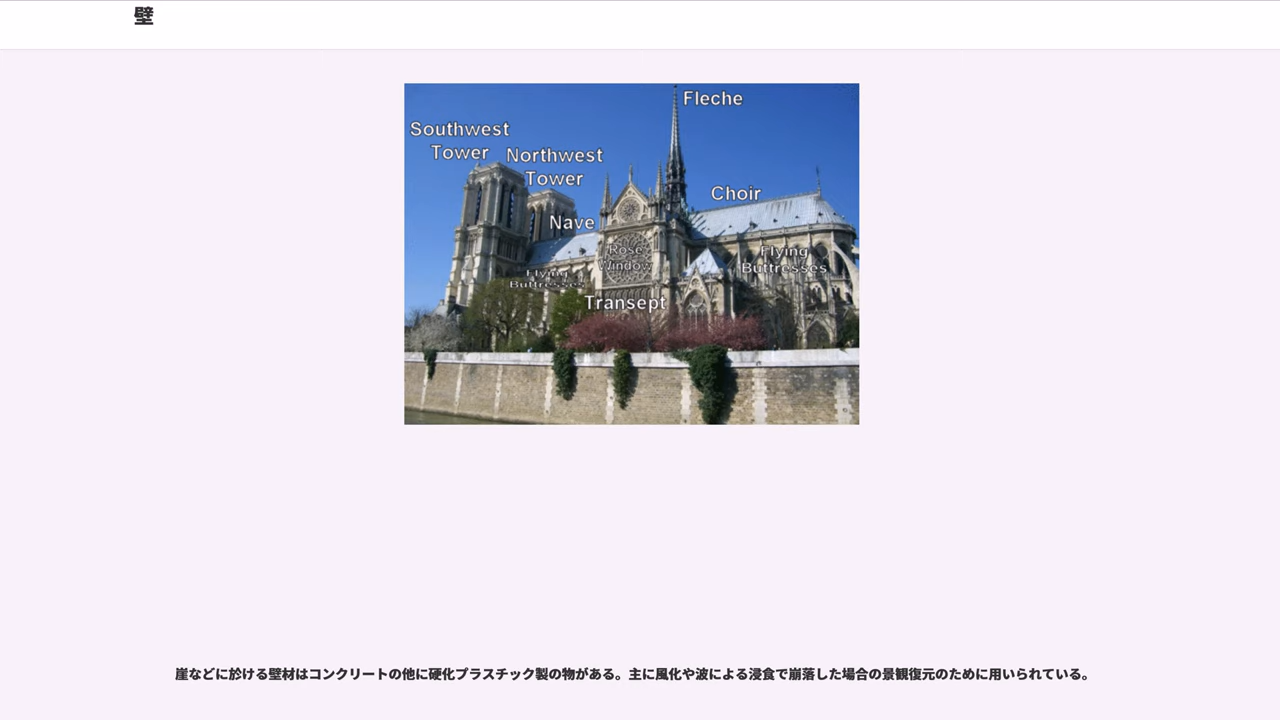 壁
Fleche
Southwest
Tower
Northwest
Tower
Choir
Nave
Rose
Window
Flying
Buttresses
Flying
Buttresses
Transept
崖などに於ける壁材はコンクリートの他に硬化プラスチック製の物がある。主に風化や波による浸食で崩落した場合の景観復元のために用いられている。